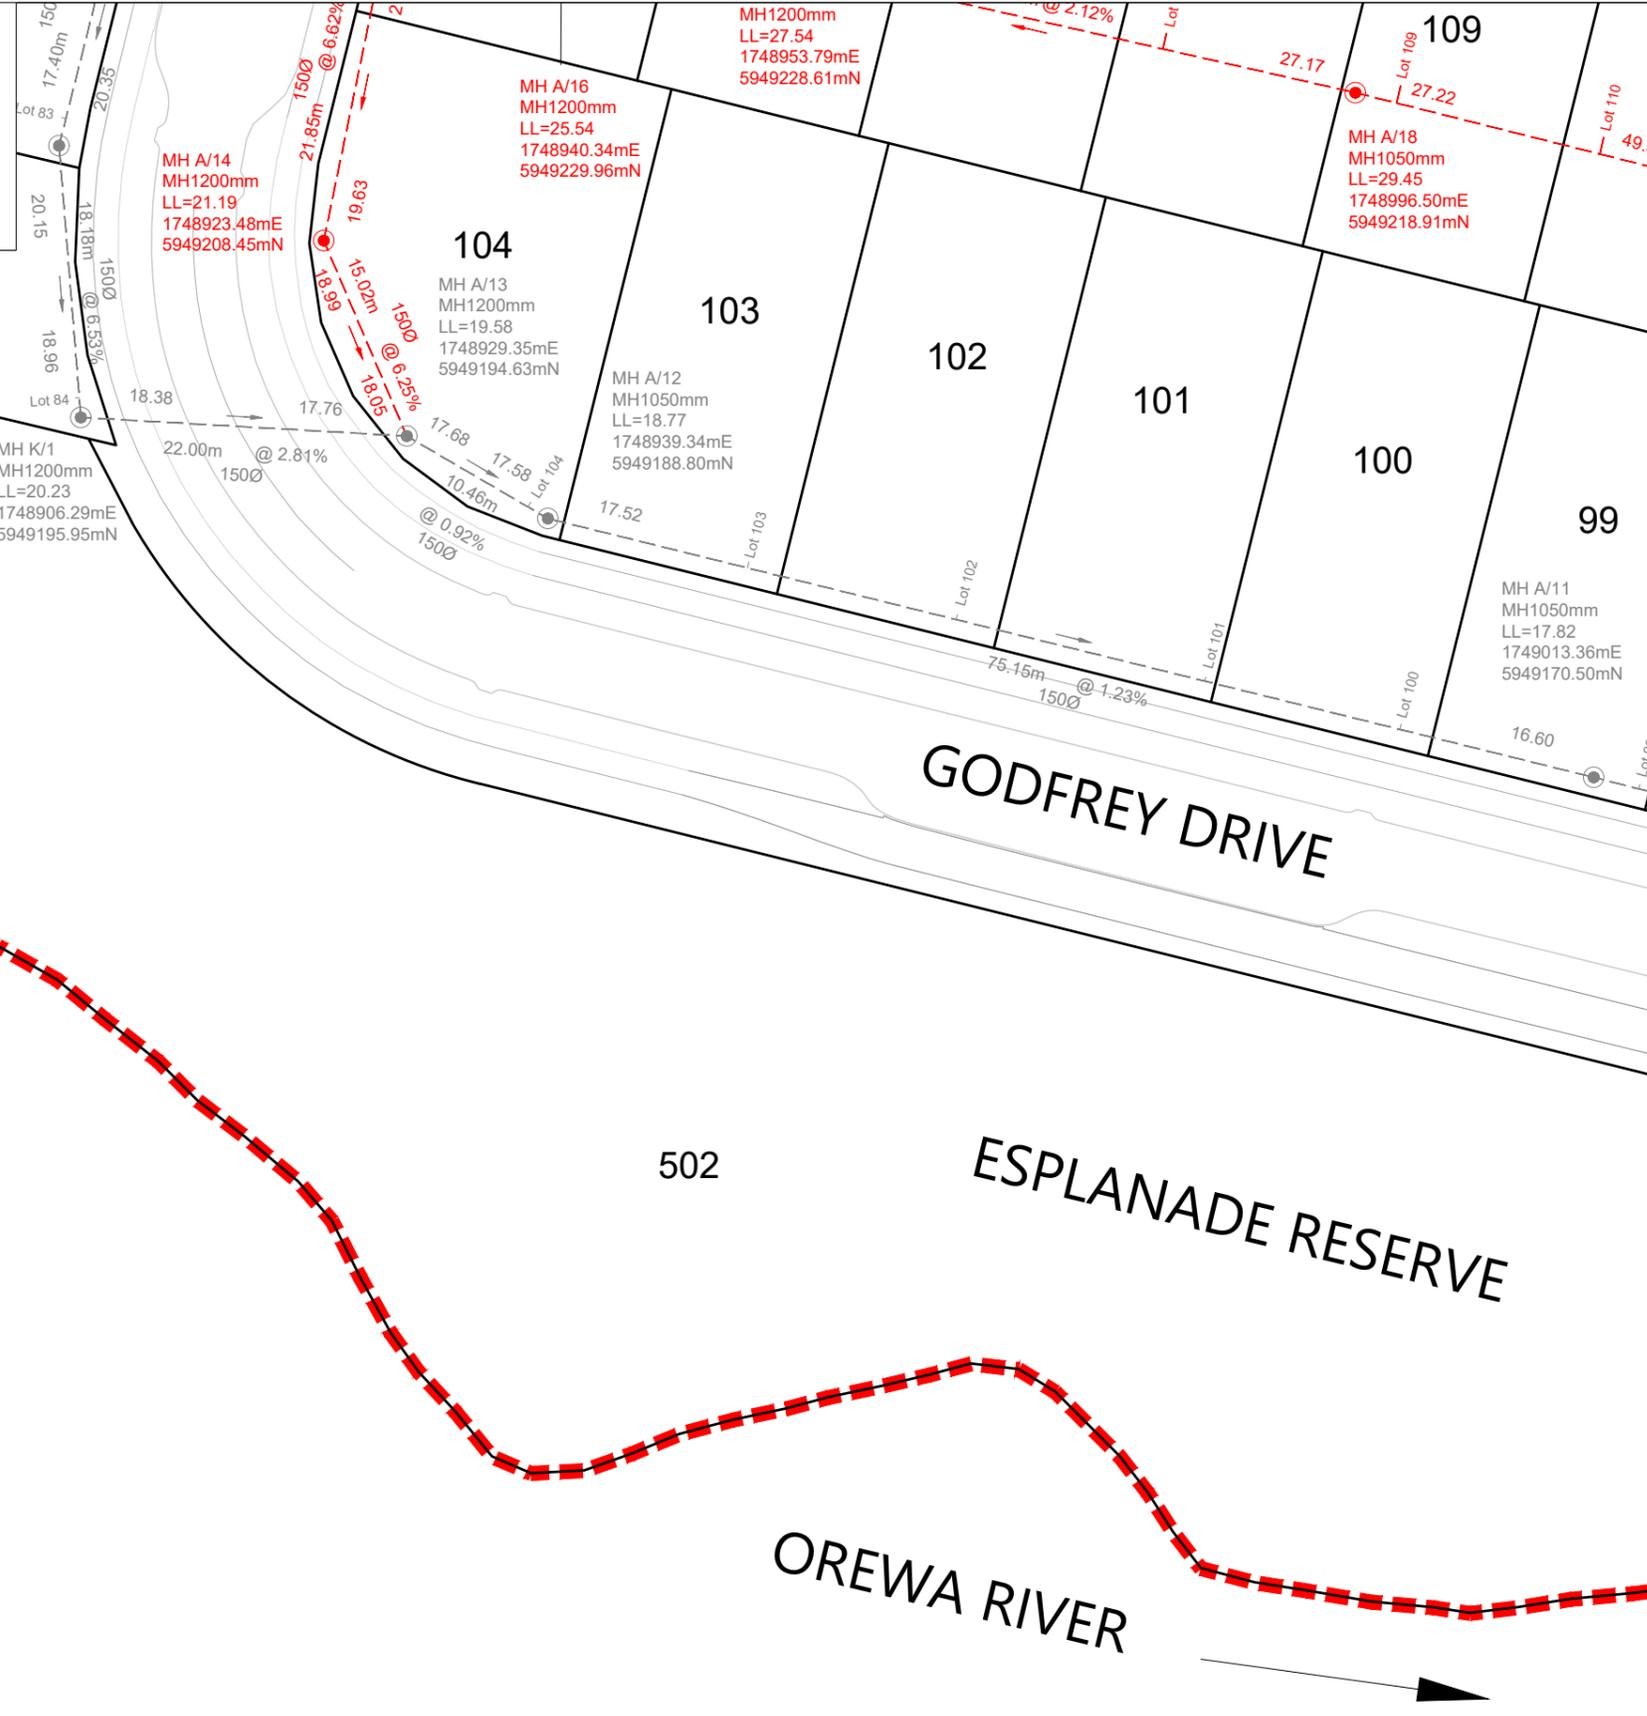 150
17.40m
20.35
Lot 83
20.15
18.18m
150Ø
@ 6.53%
18.96
Lot 84
18.38
17.76
22.00m
@ 2.81%
150Ø
MH K/1
MH1200mm
LL=20.23
1748906.29mE
5949195.95mN
MH A/14
MH1200mm
LL=21.19
1748923.48mE
5949208.45mN
150Ø
@ 6.62%
21.85m
19.63
15.02m
150Ø
@ 6.25%
18.99
18.05
MH A/16
MH1200mm
LL=25.54
1748940.34mE
5949229.96mN
104
MH A/13
MH1200mm
LL=19.58
1748929.35mE
5949194.63mN
17.68
17.58
Lot 104
10.46m
@ 0.92%
150Ø
MH1200mm
LL=27.54
1748953.79mE
5949228.61mN
103
MH A/12
MH1050mm
LL=18.77
1748939.34mE
5949188.80mN
17.52
Lot 103
@ 2.12%
Lot
27.17
109
Lot 109
27.22
Lot 110
49.
MH A/18
MH1050mm
LL=29.45
1748996.50mE
5949218.91mN
102
Lot 102
101
Lot 101
75.15m
@ 1.23%
150Ø
100
Lot 100
99
MH A/11
MH1050mm
LL=17.82
1749013.36mE
5949170.50mN
16.60
GODFREY DRIVE
502
ESPLANADE RESERVE
OREWA RIVER